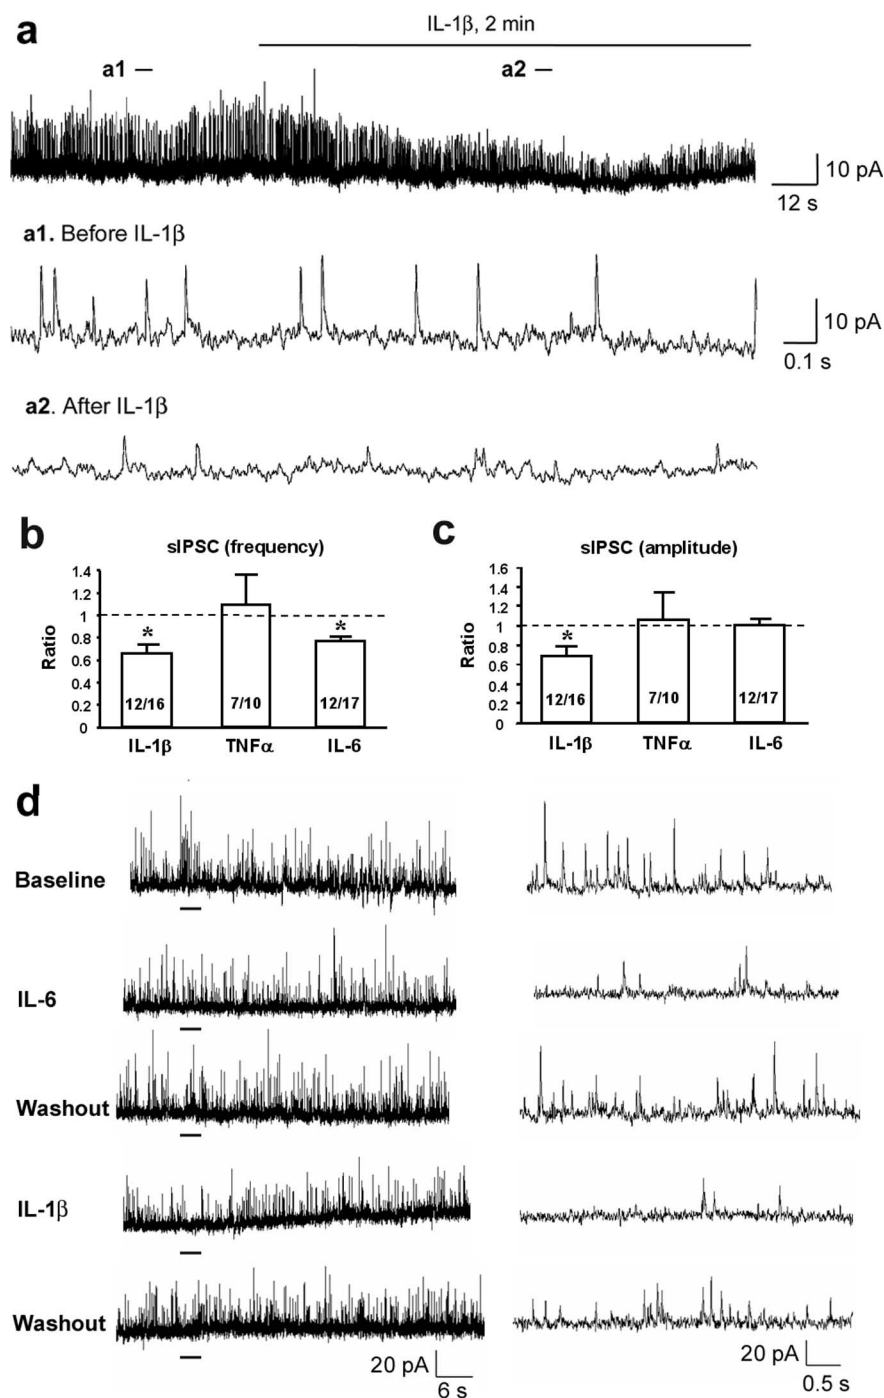 a
IL-1β, 2 min
a1
a2
10 pA
12 s
a1. Before IL-1β
10 pA
0.1 s
a2. After IL-1β
b
sIPSC (frequency)
Ratio
1.4
1.2
1
0.8
0.6
0.4
0.2
0
*
*
12/16
7/10
12/17
IL-1β
TNFα
IL-6
c
sIPSC (amplitude)
Ratio
1.6
1.4
1.2
1
0.8
0.6
0.4
0.2
0
*
12/16
7/10
12/17
IL-1β
TNFα
IL-6
d
Baseline
IL-6
Washout
IL-1β
Washout
20 pA
6 s
20 pA
0.5 s